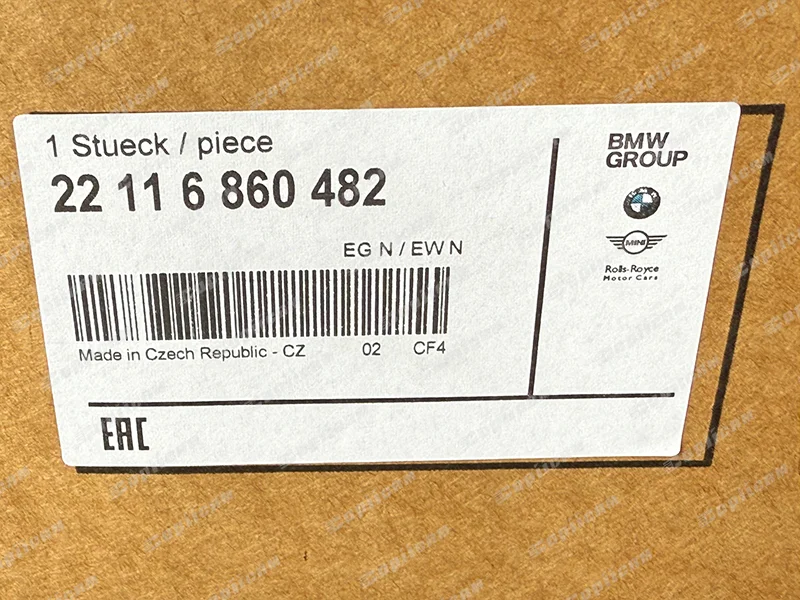 1 Stueck / piece
22 11 6 860 482
EG N / EW N
Made in Czech Republic - CZ 02 CF4
EAC
BMW
GROUP
MINI
Rolls-Royce
Motor Cars